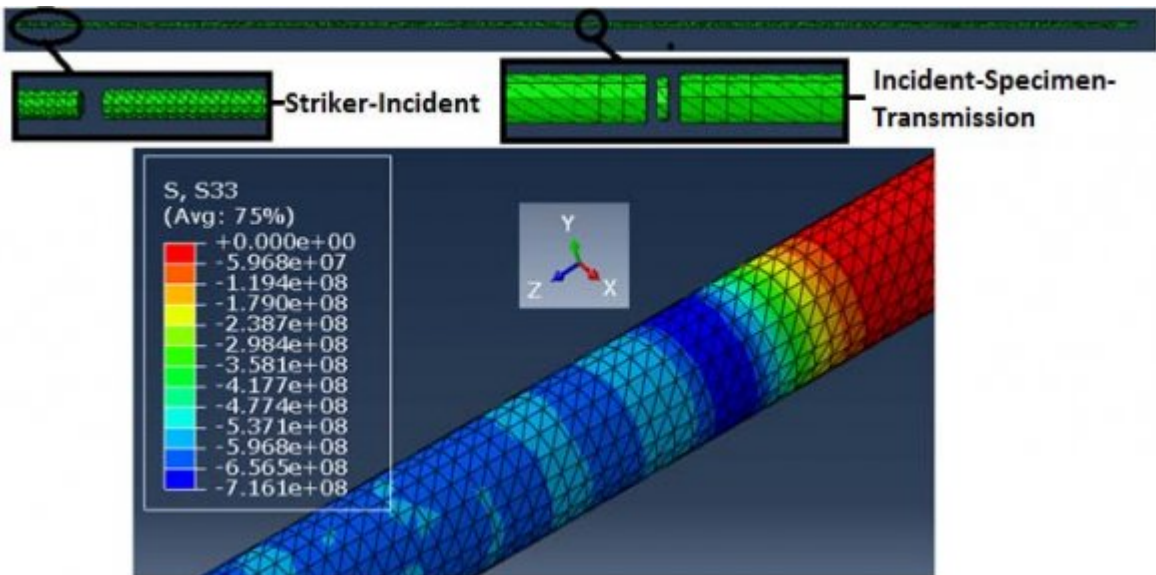 Striker-Incident
Incident-Specimen-
Transmission
S, S33
(Avg: 75%)
+0.000e+00
-5.968e+07
-1.194e+08
-1.790e+08
-2.387e+08
-2.984e+08
-3.581e+08
-4.177e+08
-4.774e+08
-5.371e+08
-5.968e+08
-6.565e+08
-7.161e+08
Y
Z
X